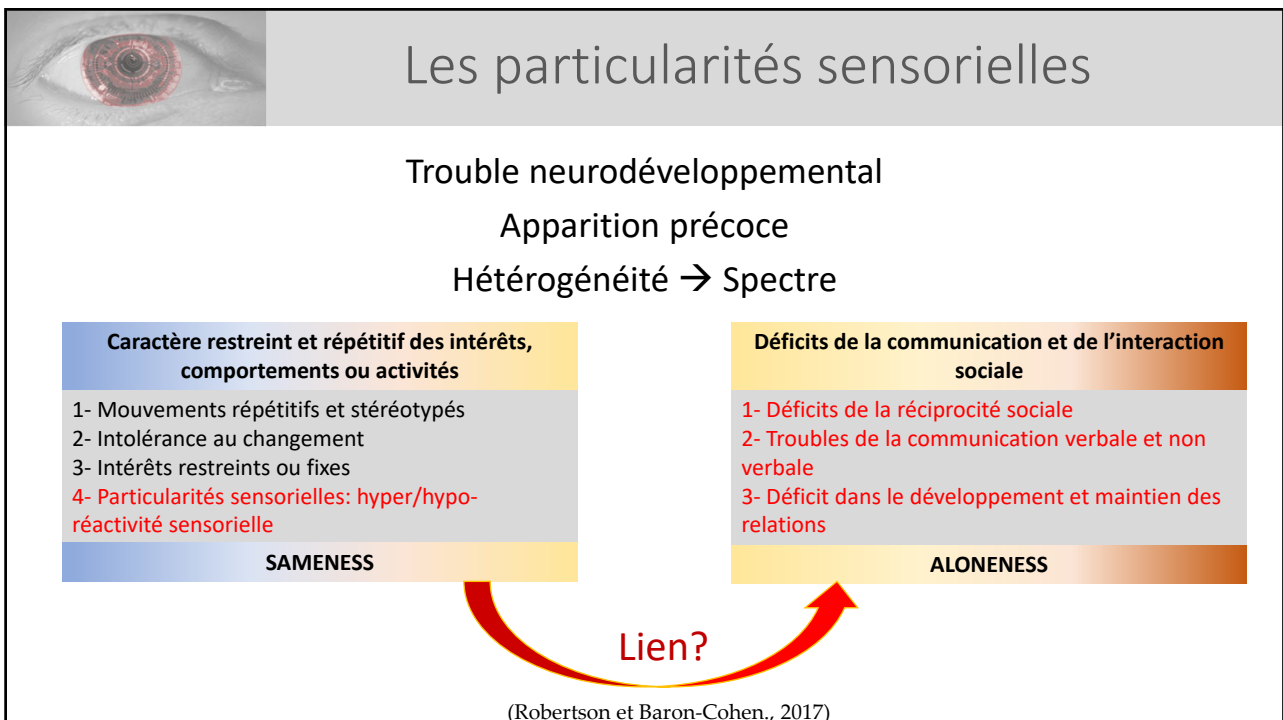 Les particularités sensorielles
Trouble neurodéveloppemental
Apparition précoce
Hétérogénéité → Spectre
Caractère restreint et répétitif des intérêts,
comportements ou activités
1- Mouvements répétitifs et stéréotypés
2- Intolérance au changement
3- Intérêts restreints ou fixes
4- Particularités sensorielles: hyper/hypo-
réactivité sensorielle
SAMENESS
Déficits de la communication et de l’interaction
sociale
1- Déficits de la réciprocité sociale
2- Troubles de la communication verbale et non
verbale
3- Déficit dans le développement et maintien des
relations
ALONENESS
Lien?
(Robertson et Baron-Cohen., 2017)